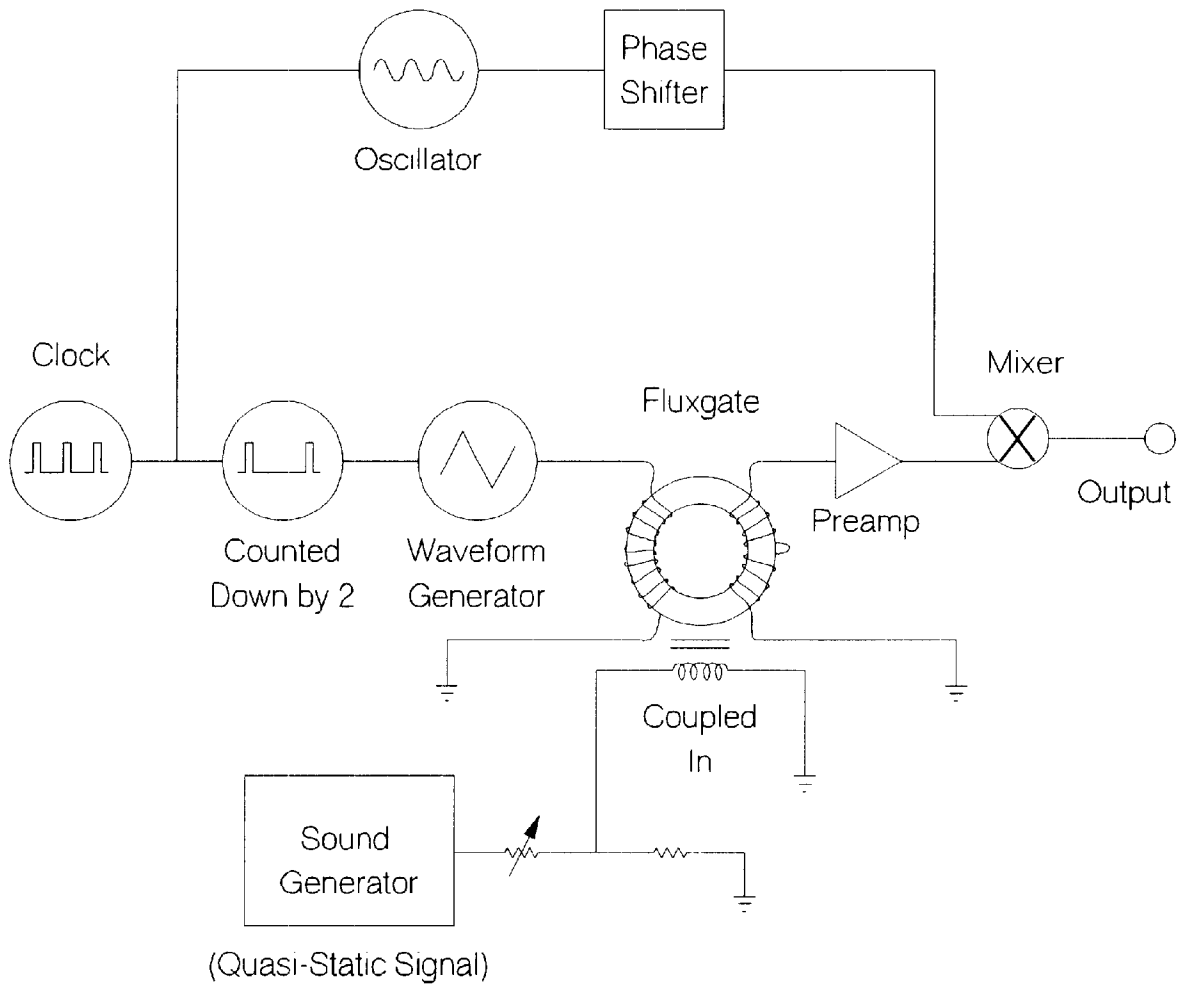 Phase
Shifter
Oscillator
Clock
Mixer
Fluxgate
Output
Preamp
Counted
Down by 2
Waveform
Generator
Coupled
In
Sound
Generator
(Quasi-Static Signal)